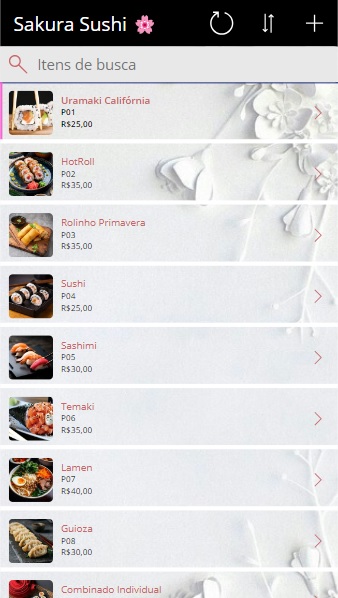 Sakura Sushi 🌸
Itens de busca
Uramaki Califórnia
P01
R$25,00
HotRoll
P02
R$35,00
Rolinho Primavera
P03
R$35,00
Sushi
P04
R$25,00
Sashimi
P05
R$30,00
Temaki
P06
R$35,00
Lamen
P07
R$40,00
Guioza
P08
R$30,00
Combinado Individual